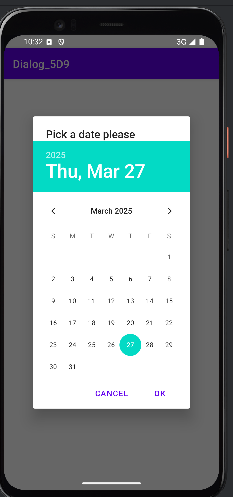 10:32
3G
Dialog_5D9
Pick a date please
2025
Thu, Mar 27
March 2025
S M T W T F S
1
2 3 4 5 6 7 8
9 10 11 12 13 14 15
16 17 18 19 20 21 22
23 24 25 26 27 28 29
30 31
CANCEL OK